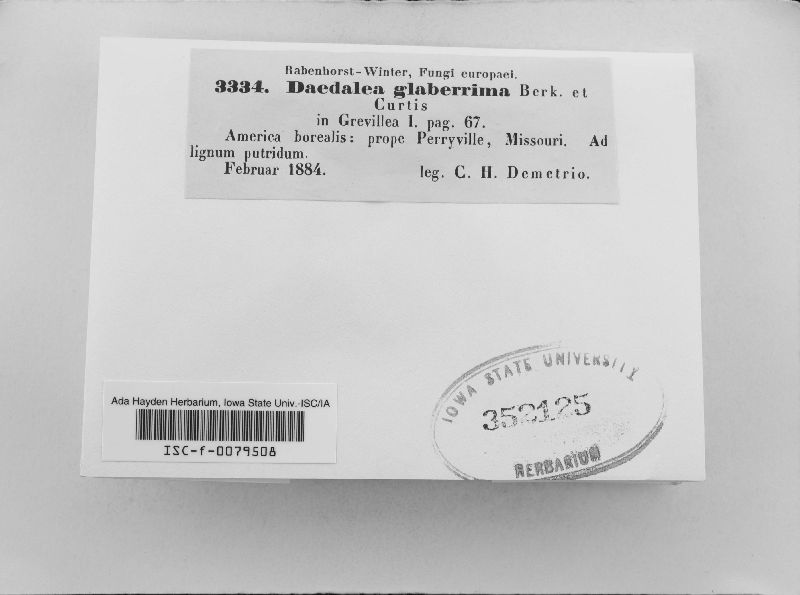 Rabenhorst-Winter, Fungi europaei.
3334. Daedalea glaberrima Berk. et
Curtis
in Grevillea I. pag. 67.
America borealis: prope Perryville, Missouri. Ad
lignum putridum.
Februar 1884. leg. C. H. Demetrio.
Ada Hayden Herbarium, Iowa State Univ.-ISC/IA
ISC-f-0079508
IOWA STATE UNIVERSITY
352125
HERBARIUM